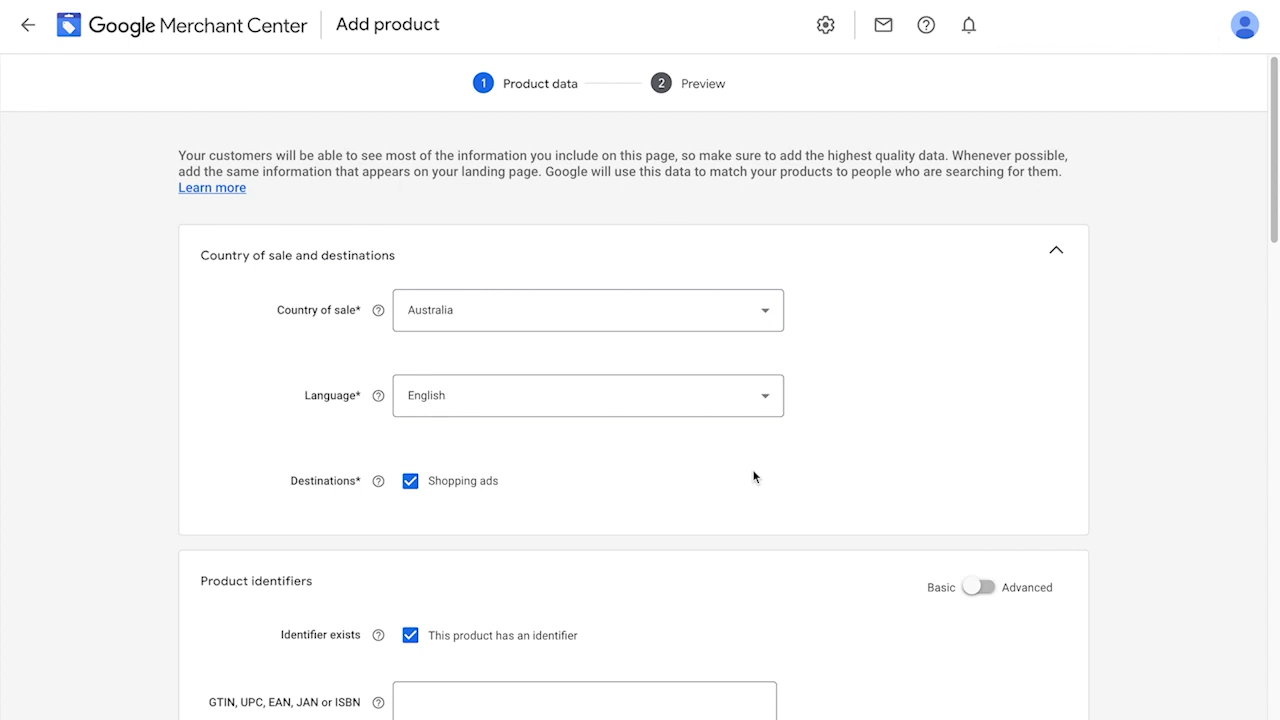 Google Merchant Center
Add product
1 Product data
2 Preview
Your customers will be able to see most of the information you include on this page, so make sure to add the highest quality data. Whenever possible,
add the same information that appears on your landing page. Google will use this data to match your products to people who are searching for them.
Learn more
Country of sale and destinations
Country of sale* Australia
Language* English
Destinations* Shopping ads
Product identifiers
Basic Advanced
Identifier exists This product has an identifier
GTIN, UPC, EAN, JAN or ISBN